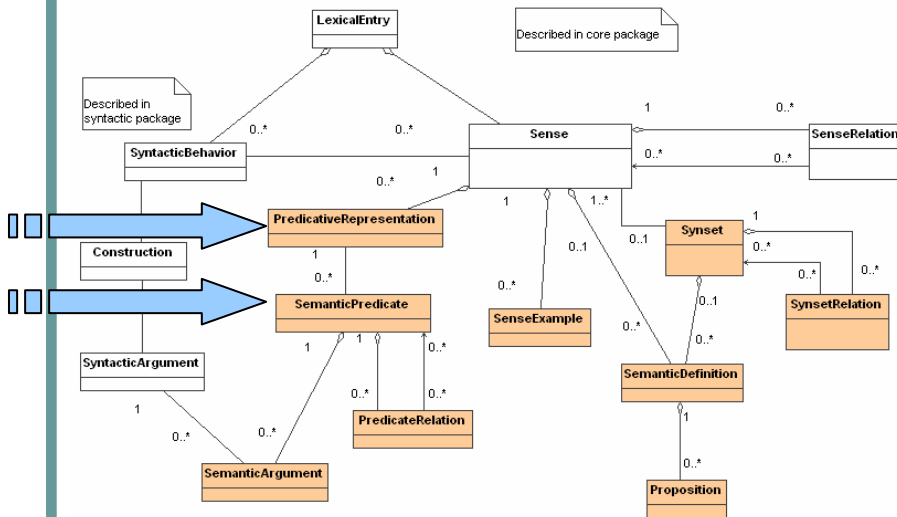 LexicalEntry
Described in core package
Described in
syntactic package
1
0..*
0..*
0..*
Sense
SenseRelation
SyntacticBehavior
1
0..*
0..*
0..*
1
1..*
PredicativeRepresentation
0..1
0..1
Synset
1
0..*
Construction
1
0..*
0..*
0..*
SemanticPredicate
0..*
0..1
SynsetRelation
SenseExample
1
1
0..*
0..*
0..*
SyntacticArgument
SemanticDefinition
1
0..*
0..*
PredicateRelation
1
0..*
0..*
SemanticArgument
0..*
Proposition